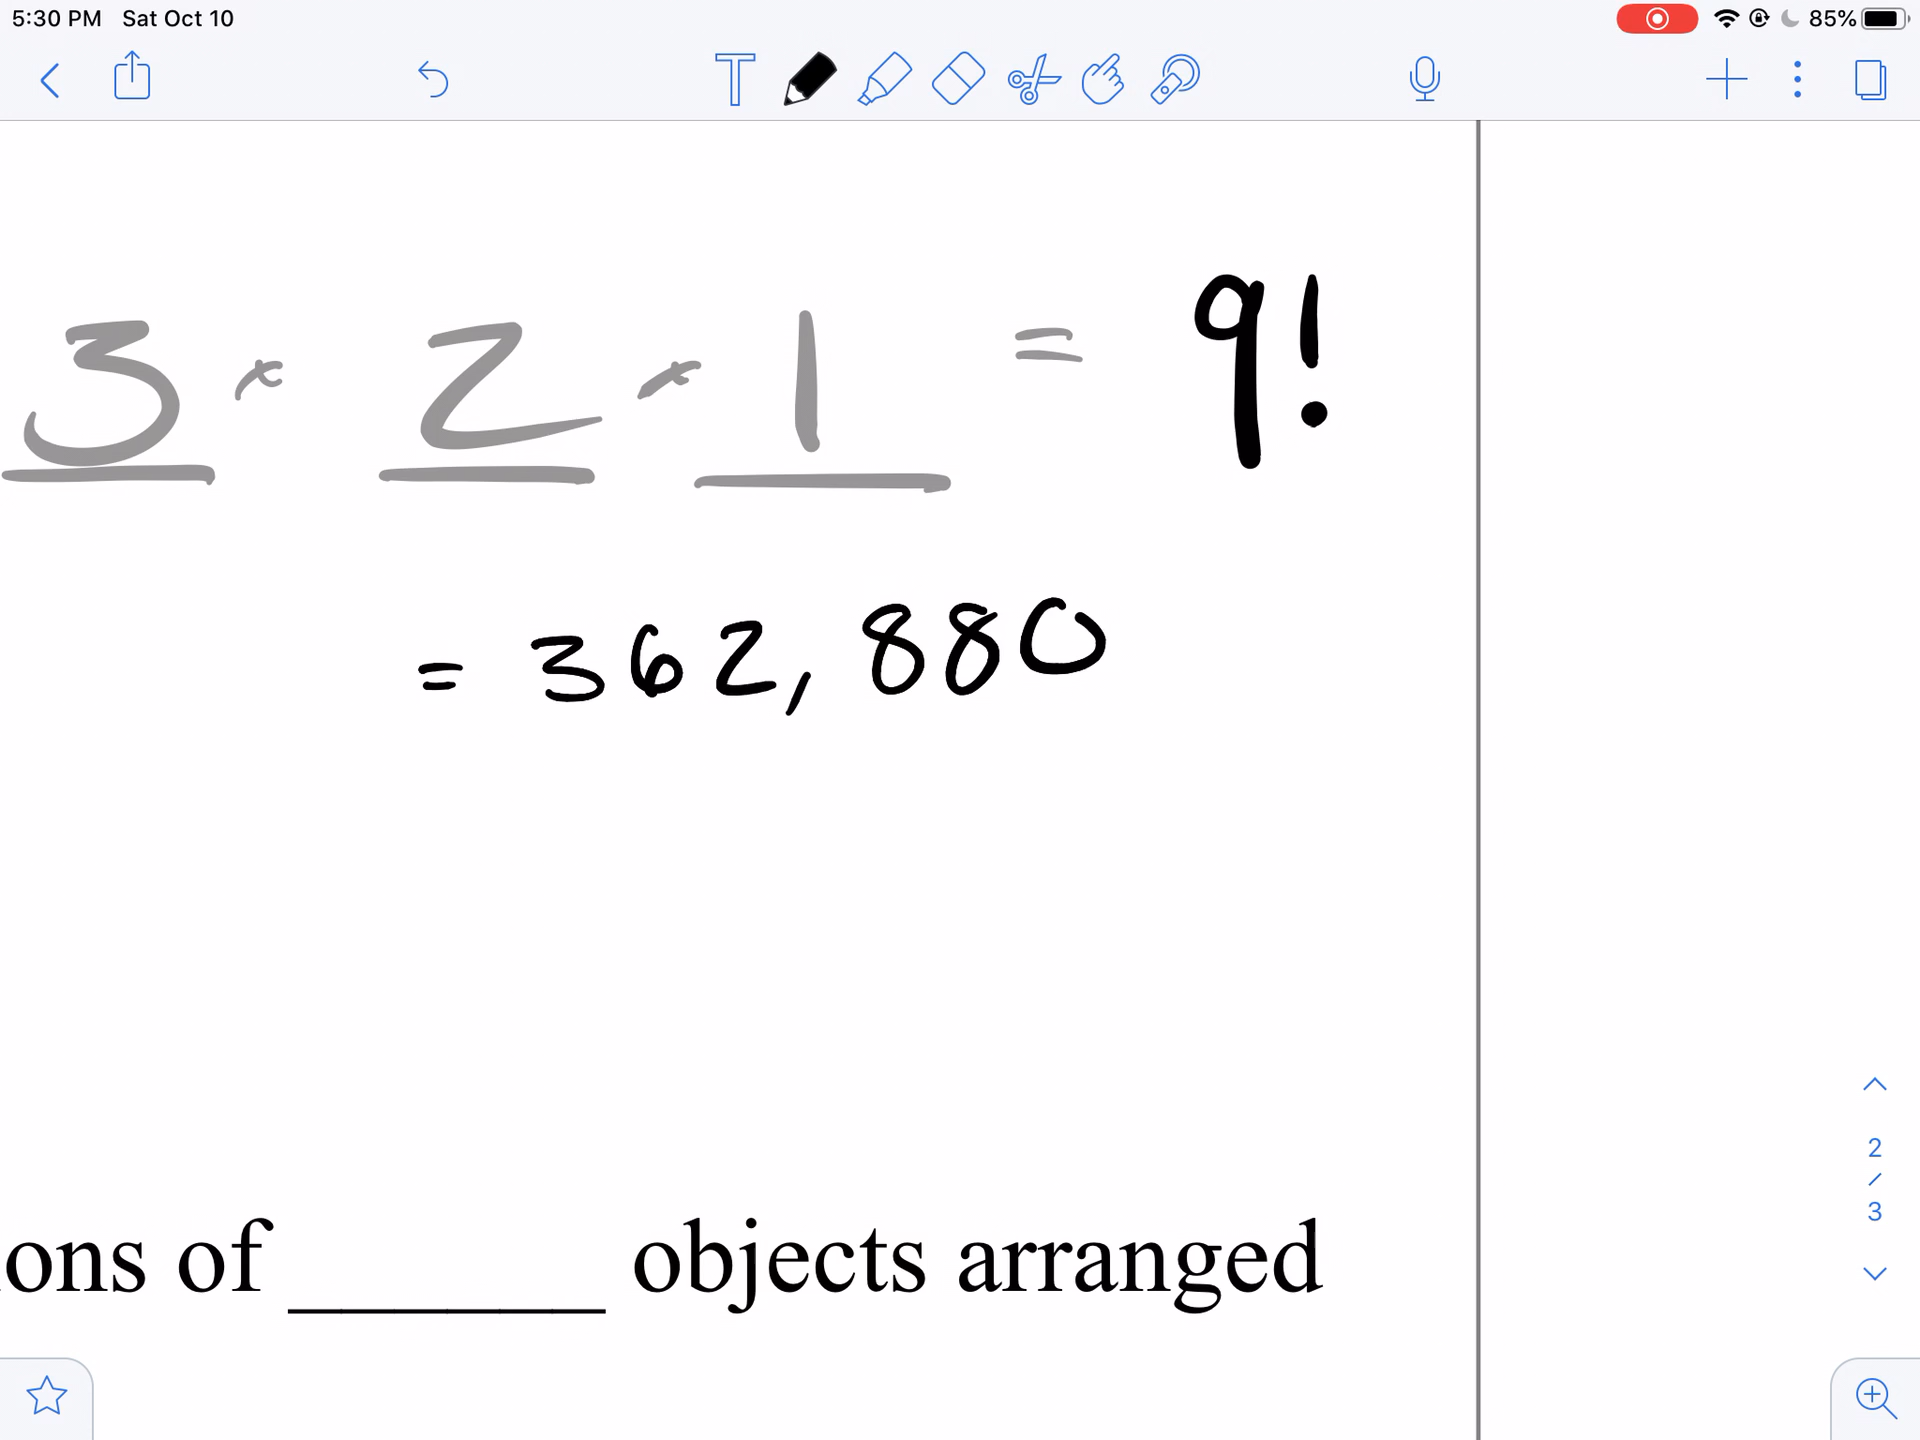 5:30 PM Sat Oct 10 85%
T
3 × 2 × 1 = 9!
= 362,880
2
/
3
ons of ______ objects arranged